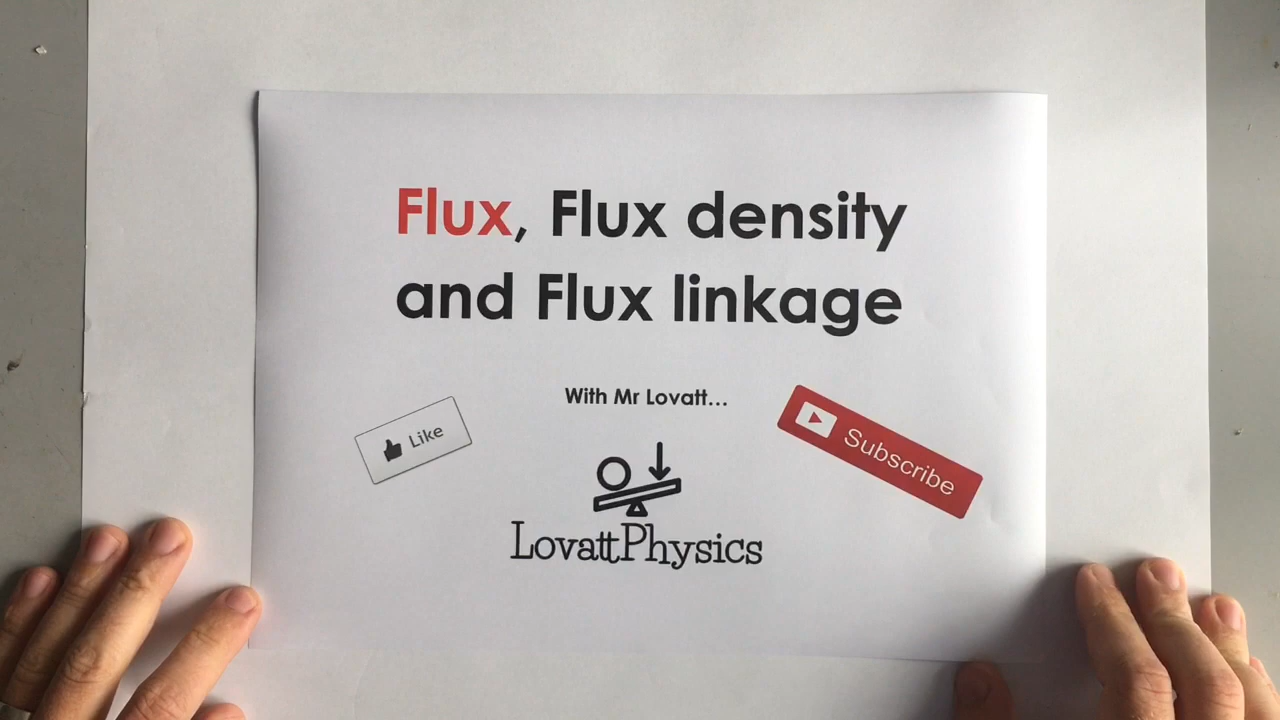 Flux, Flux density
and Flux linkage
With Mr Lovatt...
Like
Subscribe
LovattPhysics